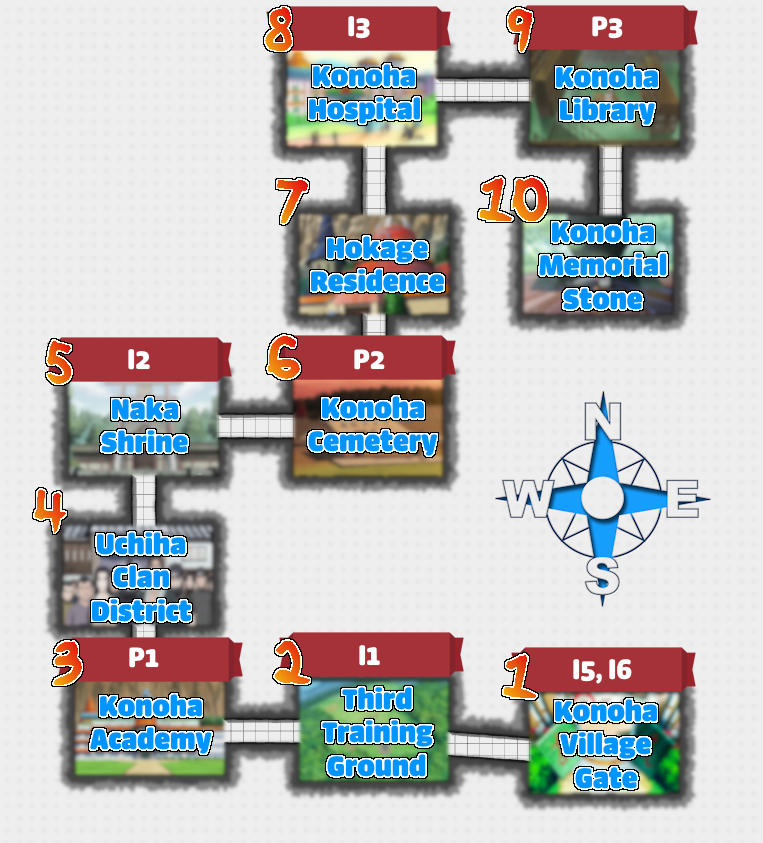 8
I3
Konoha
Hospital
9
P3
Konoha
Library
7
Hokage
Residence
10
Konoha
Memorial
Stone
5
I2
Naka
Shrine
6
P2
Konoha
Cemetery
N
W
E
S
4
Uchiha
Clan
District
3
P1
Konoha
Academy
2
I1
Third
Training
Ground
1
I5, I6
Konoha
Village
Gate